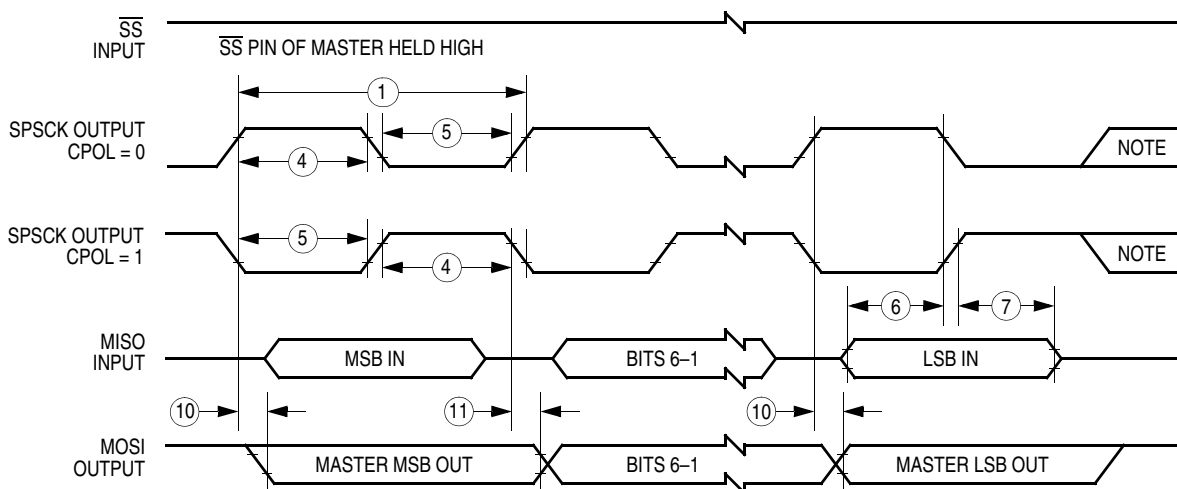 SS
INPUT
SS PIN OF MASTER HELD HIGH
1
SPSCK OUTPUT
CPOL = 0
5
4
NOTE
SPSCK OUTPUT
CPOL = 1
5
4
NOTE
6
7
MISO
INPUT
MSB IN
BITS 6–1
LSB IN
10
11
10
MOSI
OUTPUT
MASTER MSB OUT
BITS 6–1
MASTER LSB OUT